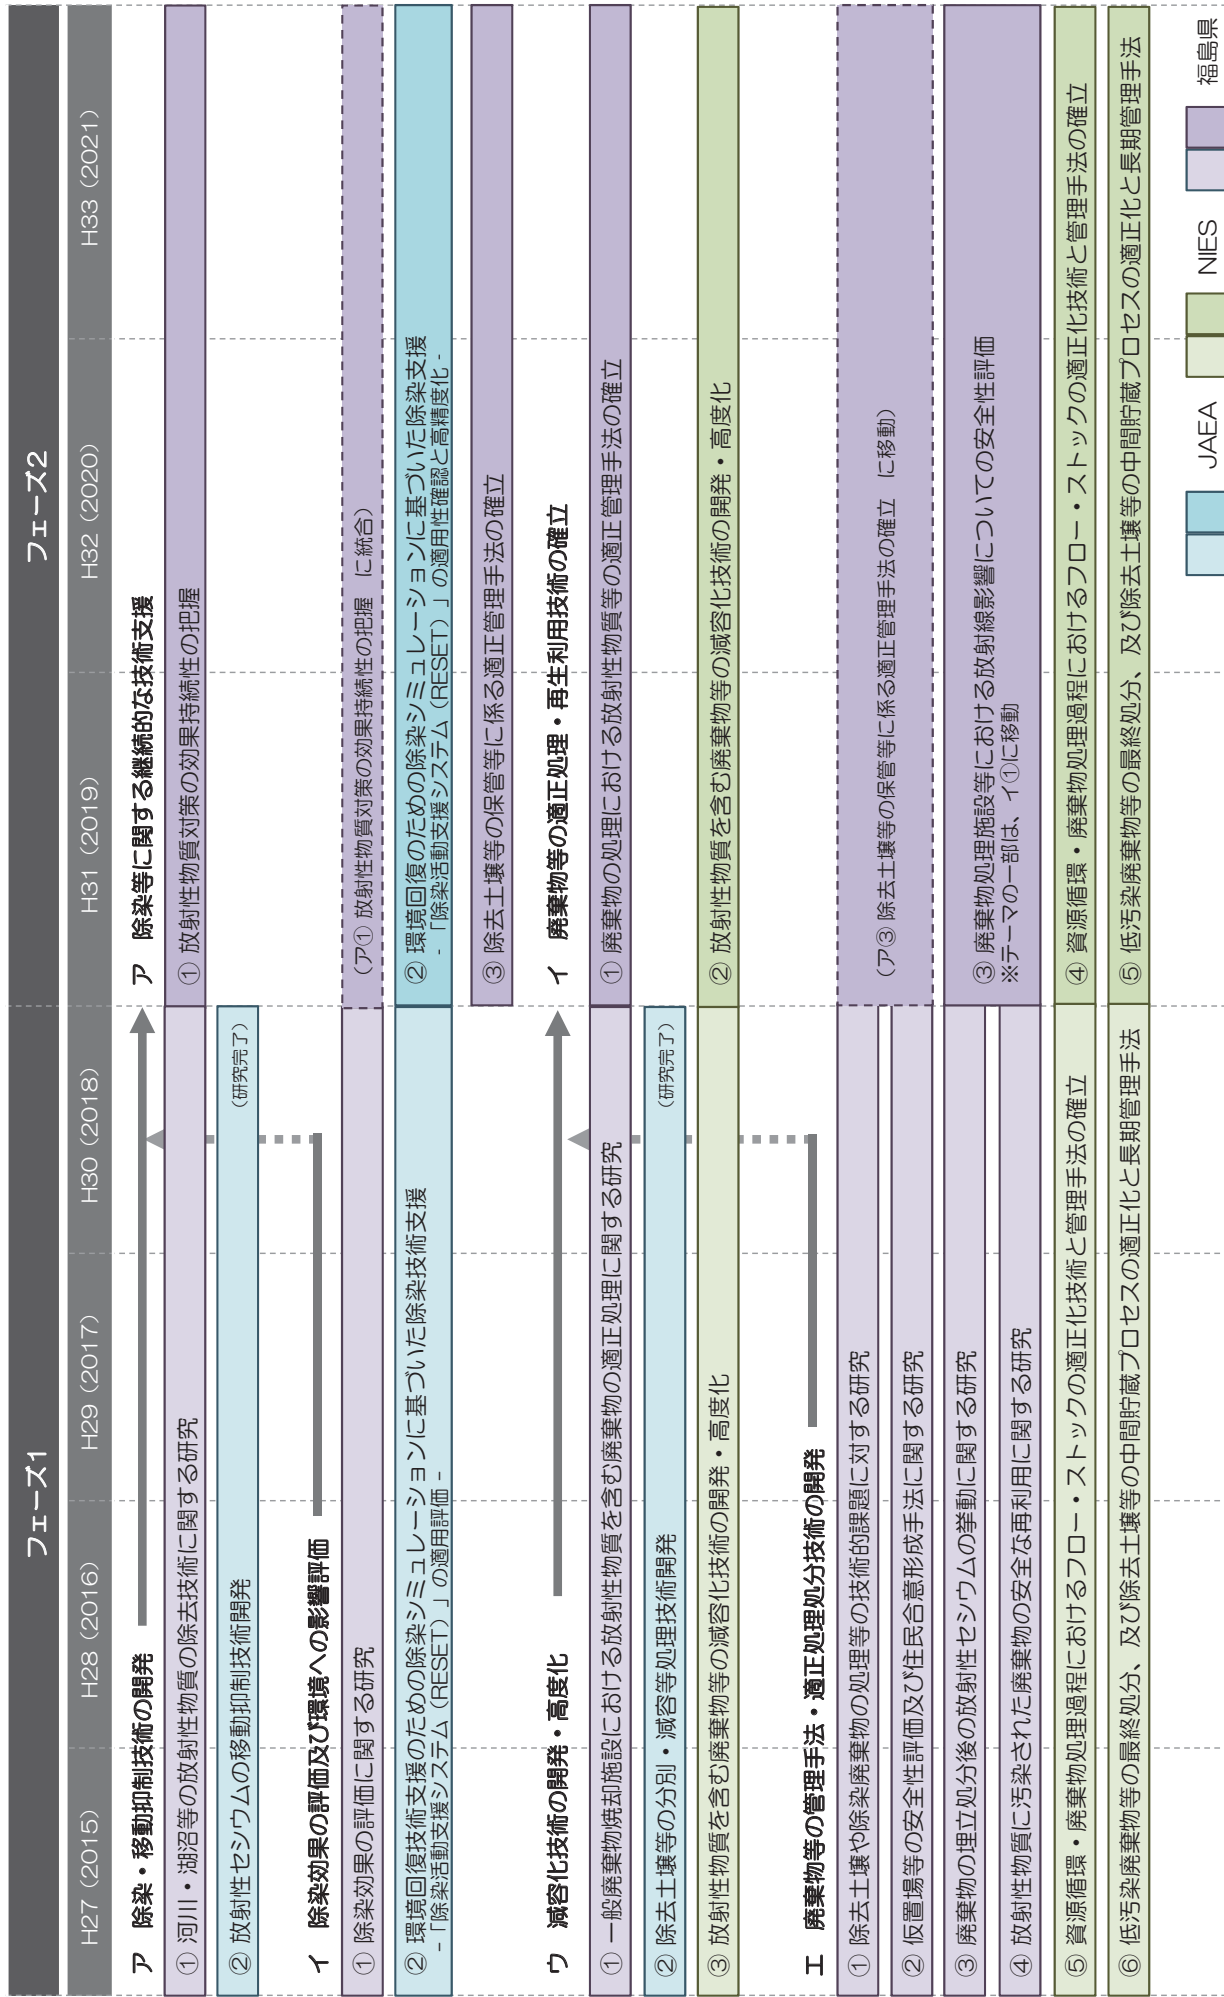 フェーズ1
フェーズ2
H27（2015）
H28（2016）
H29（2017）
H30（2018）
H31（2019）
H32（2020）
H33（2021）
ア　除染・移動抑制技術の開発
ア　除染等に関する継続的な技術支援
① 河川・湖沼等の放射性物質の除去技術に関する研究
① 放射性物質対策の効果持続性の把握
② 放射性セシウムの移動抑制技術開発
（研究完了）
イ　除染効果の評価及び環境への影響評価
① 除染効果の評価に関する研究
（ア① 放射性物質対策の効果持続性の把握　に統合）
② 環境回復技術支援のための除染シミュレーションに基づいた除染技術支援
-「除染活動支援システム（RESET）」の適用評価 -
② 環境回復のための除染シミュレーションに基づいた除染支援
-「除染活動支援システム（RESET）」の適用性確認と高精度化 -
③ 除去土壌等の保管等に係る適正管理手法の確立
ウ　減容化技術の開発・高度化
イ　廃棄物等の適正処理・再生利用技術の確立
① 一般廃棄物焼却施設における放射性物質を含む廃棄物の適正処理に関する研究
① 廃棄物の処理における放射性物質等の適正管理手法の確立
② 除去土壌等の分別・減容等処理技術開発
（研究完了）
③ 放射性物質を含む廃棄物等の減容化技術の開発・高度化
② 放射性物質を含む廃棄物等の減容化技術の開発・高度化
エ　廃棄物等の管理手法・適正処理処分技術の開発
① 除去土壌や除染廃棄物の処理等の技術的課題に対する研究
（ア③ 除去土壌等の保管等に係る適正管理手法の確立　に移動）
② 仮置場等の安全性評価及び住民合意形成手法に関する研究
③ 廃棄物の埋立処分後の放射性セシウムの挙動に関する研究
③ 廃棄物処理施設等における放射線影響についての安全性評価
※テーマの一部は、イ①に移動
④ 放射性物質に汚染された廃棄物の安全な再利用に関する研究
⑤ 資源循環・廃棄物処理過程におけるフロー・ストックの適正化技術と管理手法の確立
④ 資源循環・廃棄物処理過程におけるフロー・ストックの適正化技術と管理手法の確立
⑥ 低汚染廃棄物等の最終処分、及び除去土壌等の中間貯蔵プロセスの適正化と長期管理手法
⑤ 低汚染廃棄物等の最終処分、及び除去土壌等の中間貯蔵プロセスの適正化と長期管理手法
JAEA
NIES
福島県